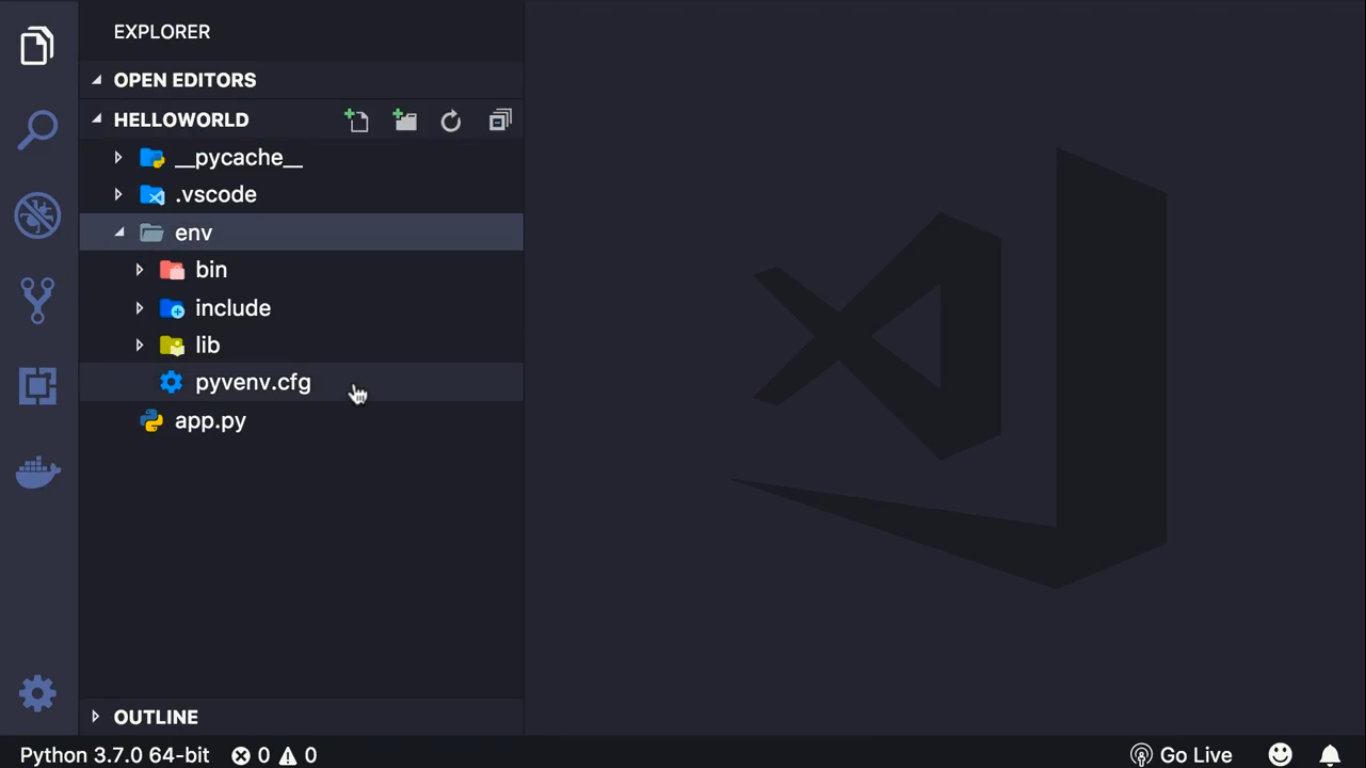 EXPLORER
OPEN EDITORS
HELLOWORLD
__pycache__
.vscode
env
bin
include
lib
pyvenv.cfg
app.py
OUTLINE
Python 3.7.0 64-bit 0 0 Go Live